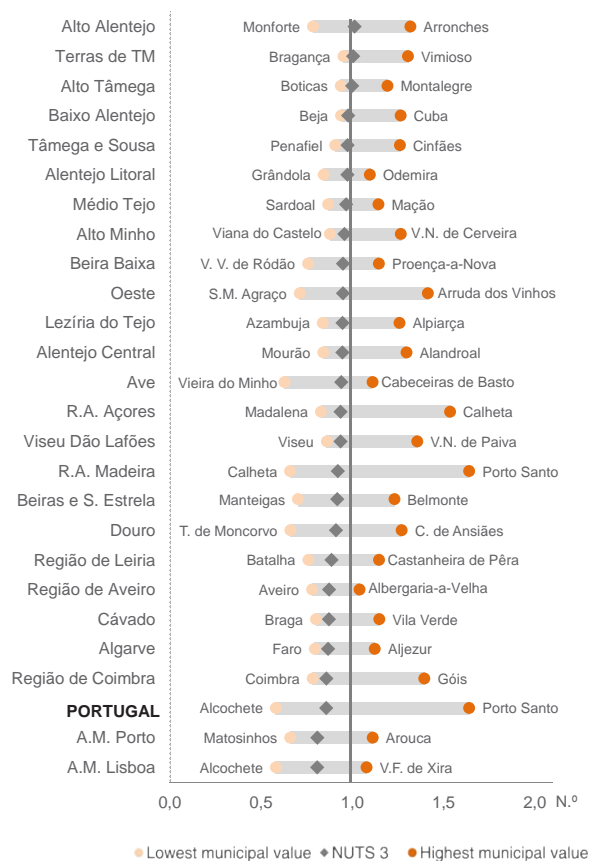 Alto Alentejo Monforte Arronches
Terras de TM Bragança Vimioso
Alto Tâmega Boticas Montalegre
Baixo Alentejo Beja Cuba
Tâmega e Sousa Penafiel Cinfães
Alentejo Litoral Grândola Odemira
Médio Tejo Sardoal Mação
Alto Minho Viana do Castelo V.N. de Cerveira
Beira Baixa V. V. de Ródão Proença-a-Nova
Oeste S.M. Agraço Arruda dos Vinhos
Lezíria do Tejo Azambuja Alpiarça
Alentejo Central Mourão Alandroal
Ave Vieira do Minho Cabeceiras de Basto
R.A. Açores Madalena Calheta
Viseu Dão Lafões Viseu V.N. de Paiva
R.A. Madeira Calheta Porto Santo
Beiras e S. Estrela Manteigas Belmonte
Douro T. de Moncorvo C. de Ansiães
Região de Leiria Batalha Castanheira de Pêra
Região de Aveiro Aveiro Albergaria-a-Velha
Cávado Braga Vila Verde
Algarve Faro Aljezur
Região de Coimbra Coimbra Góis
PORTUGAL Alcochete Porto Santo
A.M. Porto Matosinhos Arouca
A.M. Lisboa Alcochete V.F. de Xira
0,0 0,5 1,0 1,5 2,0 N.º
Lowest municipal value NUTS 3 Highest municipal value